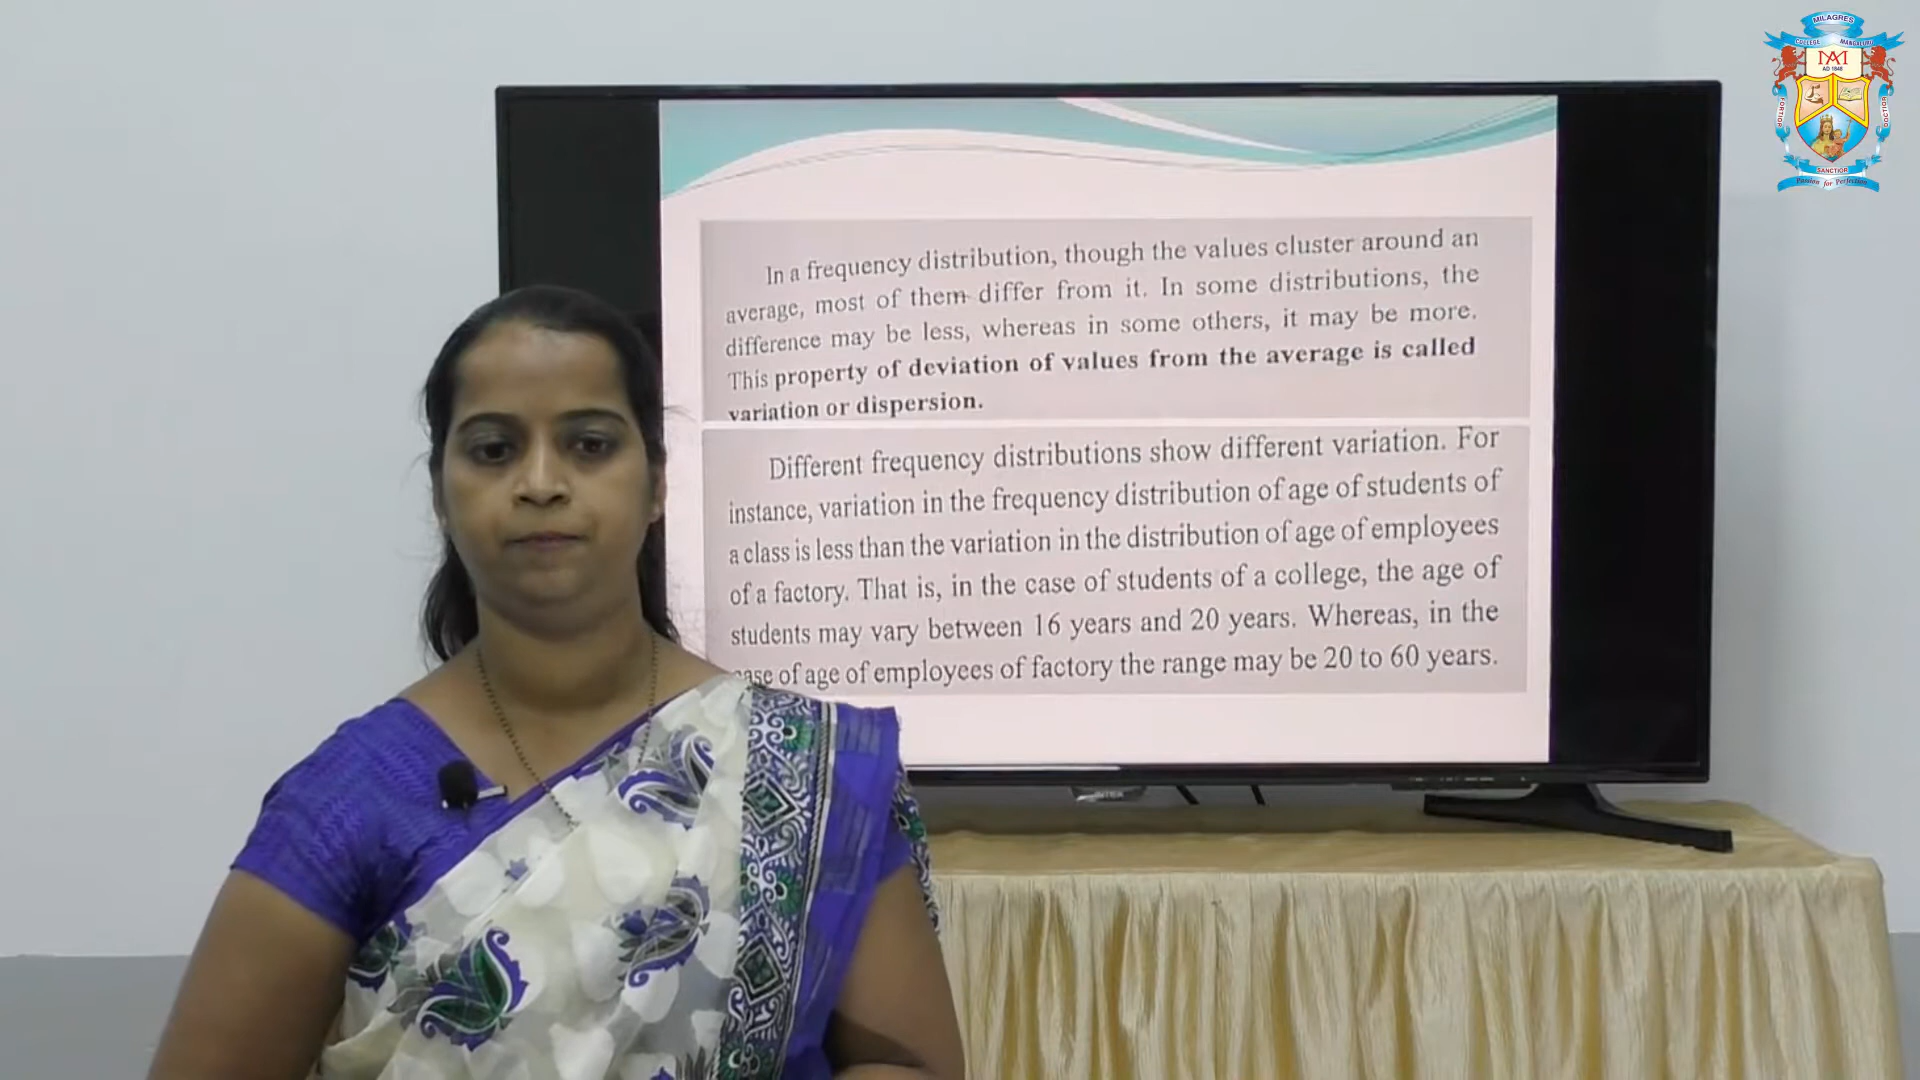 MILAGRES
COLLEGE MANGALURU
AD 1848
FORTIOR
DOCTIOR
SANCTIOR
Passion for Perfection
In a frequency distribution, though the values cluster around an
average, most of them differ from it. In some distributions, the
difference may be less, whereas in some others, it may be more.
This property of deviation of values from the average is called
variation or dispersion.
Different frequency distributions show different variation. For
instance, variation in the frequency distribution of age of students of
a class is less than the variation in the distribution of age of employees
of a factory. That is, in the case of students of a college, the age of
students may vary between 16 years and 20 years. Whereas, in the
case of age of employees of factory the range may be 20 to 60 years.
INTEX